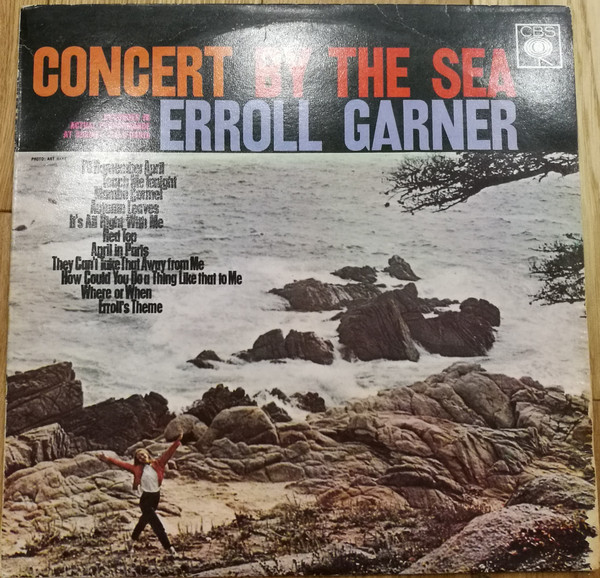 CBS
CONCERT BY THE SEA
ERROLL GARNER
I'll Remember April
Teach Me Tonight
Mambo Carmel
Autumn Leaves
It's All Right With Me
Red Top
April in Paris
They Can't Take That Away from Me
How Could You Do a Thing Like that to Me
Where or When
Erroll's Theme